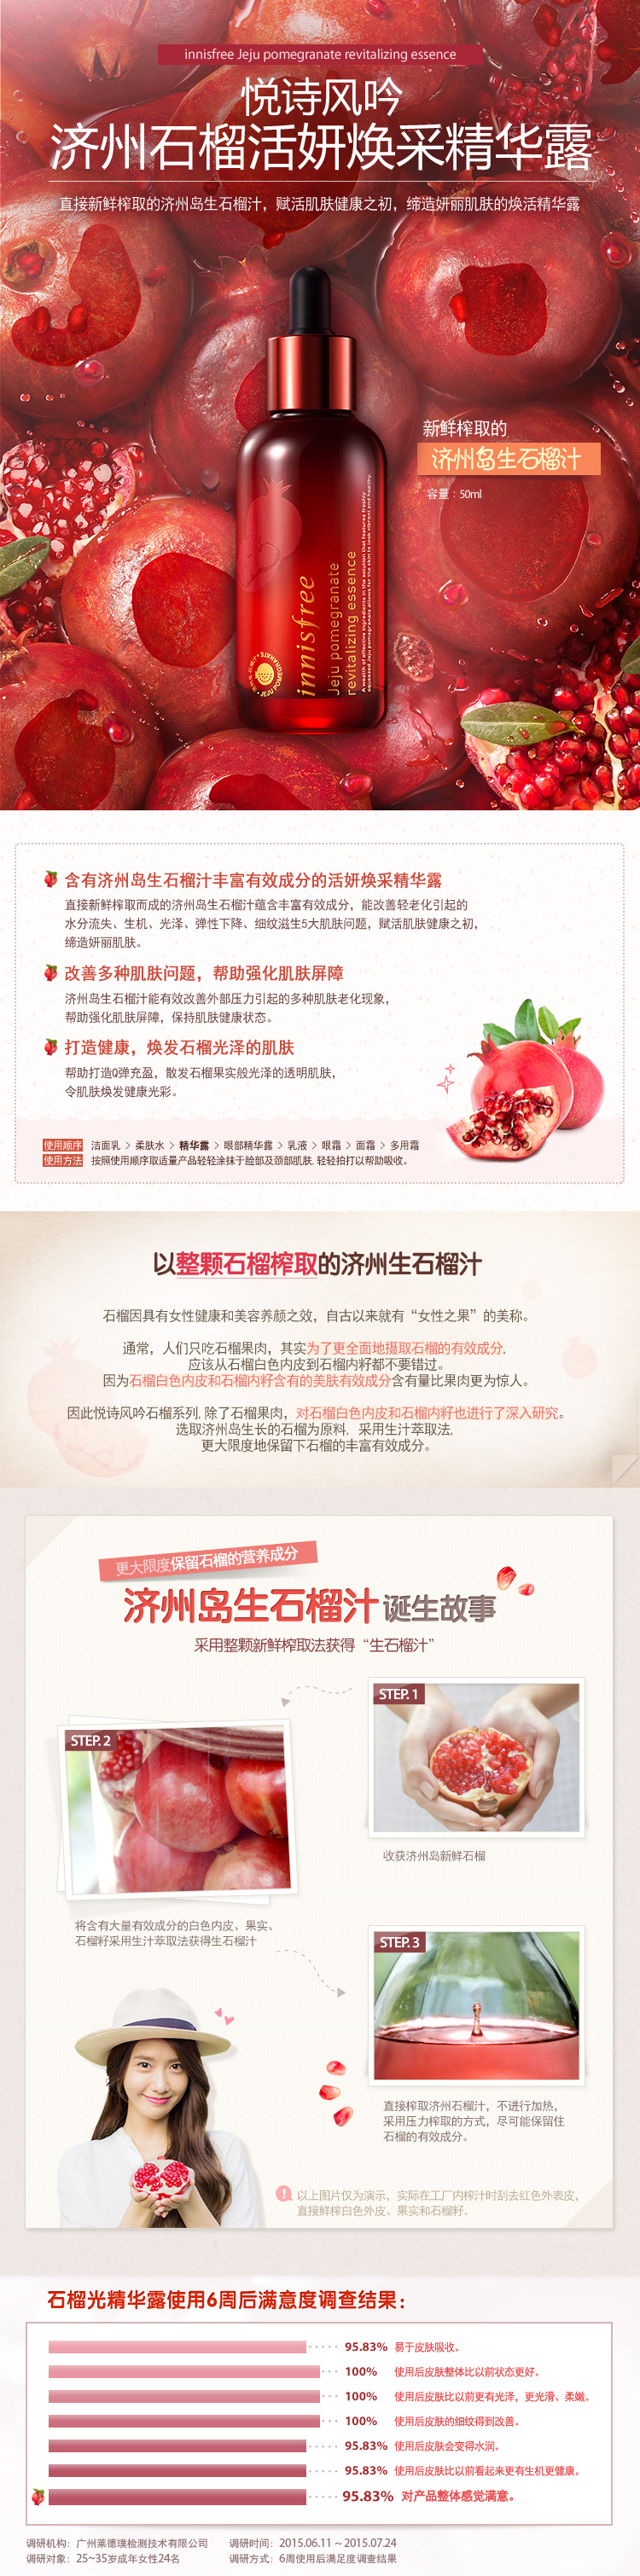 innisfree Jeju pomegranate revitalizing essence
悦诗风吟
济州石榴活妍焕采精华露
直接新鲜榨取的济州岛生石榴汁，赋活肌肤健康之初，缔造妍丽肌肤的焕活精华露
新鲜榨取的
济州岛生石榴汁
容量：50ml
innisfree
Jeju pomegranate
revitalizing essence
含有济州岛生石榴汁丰富有效成分的活妍焕采精华露
直接新鲜榨取而成的济州岛生石榴汁蕴含丰富有效成分，能改善轻老化引起的
水分流失、生机、光泽、弹性下降、细纹滋生5大肌肤问题，赋活肌肤健康之初，
缔造妍丽肌肤。
改善多种肌肤问题，帮助强化肌肤屏障
济州岛生石榴汁能有效改善外部压力引起的多种肌肤老化现象，
帮助强化肌肤屏障，保持肌肤健康状态。
打造健康，焕发石榴光泽的肌肤
帮助打造Q弹充盈，散发石榴果实般光泽的透明肌肤，
令肌肤焕发健康光彩。
使用顺序 洁面乳 > 柔肤水 > 精华露 > 眼部精华露 > 乳液 > 眼霜 > 面霜 > 多用霜
使用方法 按照使用顺序取适量产品轻轻涂抹于脸部及颈部肌肤，轻轻拍打以帮助吸收。
以整颗石榴榨取的济州生石榴汁
石榴因具有女性健康和美容养颜之效，自古以来就有“女性之果”的美称。
通常，人们只吃石榴果肉，其实为了更全面地摄取石榴的有效成分，
应该从石榴白色内皮到石榴内籽都不要错过。
因为石榴白色内皮和石榴内籽含有的美肤有效成分含有量比果肉更为惊人。
因此悦诗风吟石榴系列，除了石榴果肉，对石榴白色内皮和石榴内籽也进行了深入研究。
选取济州岛生长的石榴为原料，采用生汁萃取法，
更大限度地保留下石榴的丰富有效成分。
更大限度保留石榴的营养成分
济州岛生石榴汁诞生故事
采用整颗新鲜榨取法获得“生石榴汁”
STEP. 1
收获济州岛新鲜石榴
STEP. 2
将含有大量有效成分的白色内皮、果实、
石榴籽采用生汁萃取法获得生石榴汁
STEP. 3
直接榨取济州石榴汁，不进行加热，
采用压力榨取的方式，尽可能保留住
石榴的有效成分。
以上图片仅为演示，实际在工厂内榨汁时刮去红色外表皮，
直接鲜榨白色外皮、果实和石榴籽。
石榴光精华露使用6周后满意度调查结果：
95.83% 易于皮肤吸收。
100% 使用后皮肤整体比以前状态更好。
100% 使用后皮肤比以前更有光泽，更光滑、柔嫩。
100% 使用后皮肤的细纹得到改善。
95.83% 使用后皮肤会变得水润。
95.83% 使用后皮肤比以前看起来更有生机更健康。
95.83% 对产品整体感觉满意。
调研机构：广州莱德璞检测技术有限公司 调研时间：2015.06.11 ~ 2015.07.24
调研对象：25~35岁成年女性24名 调研方式：6周使用后满足度调查结果